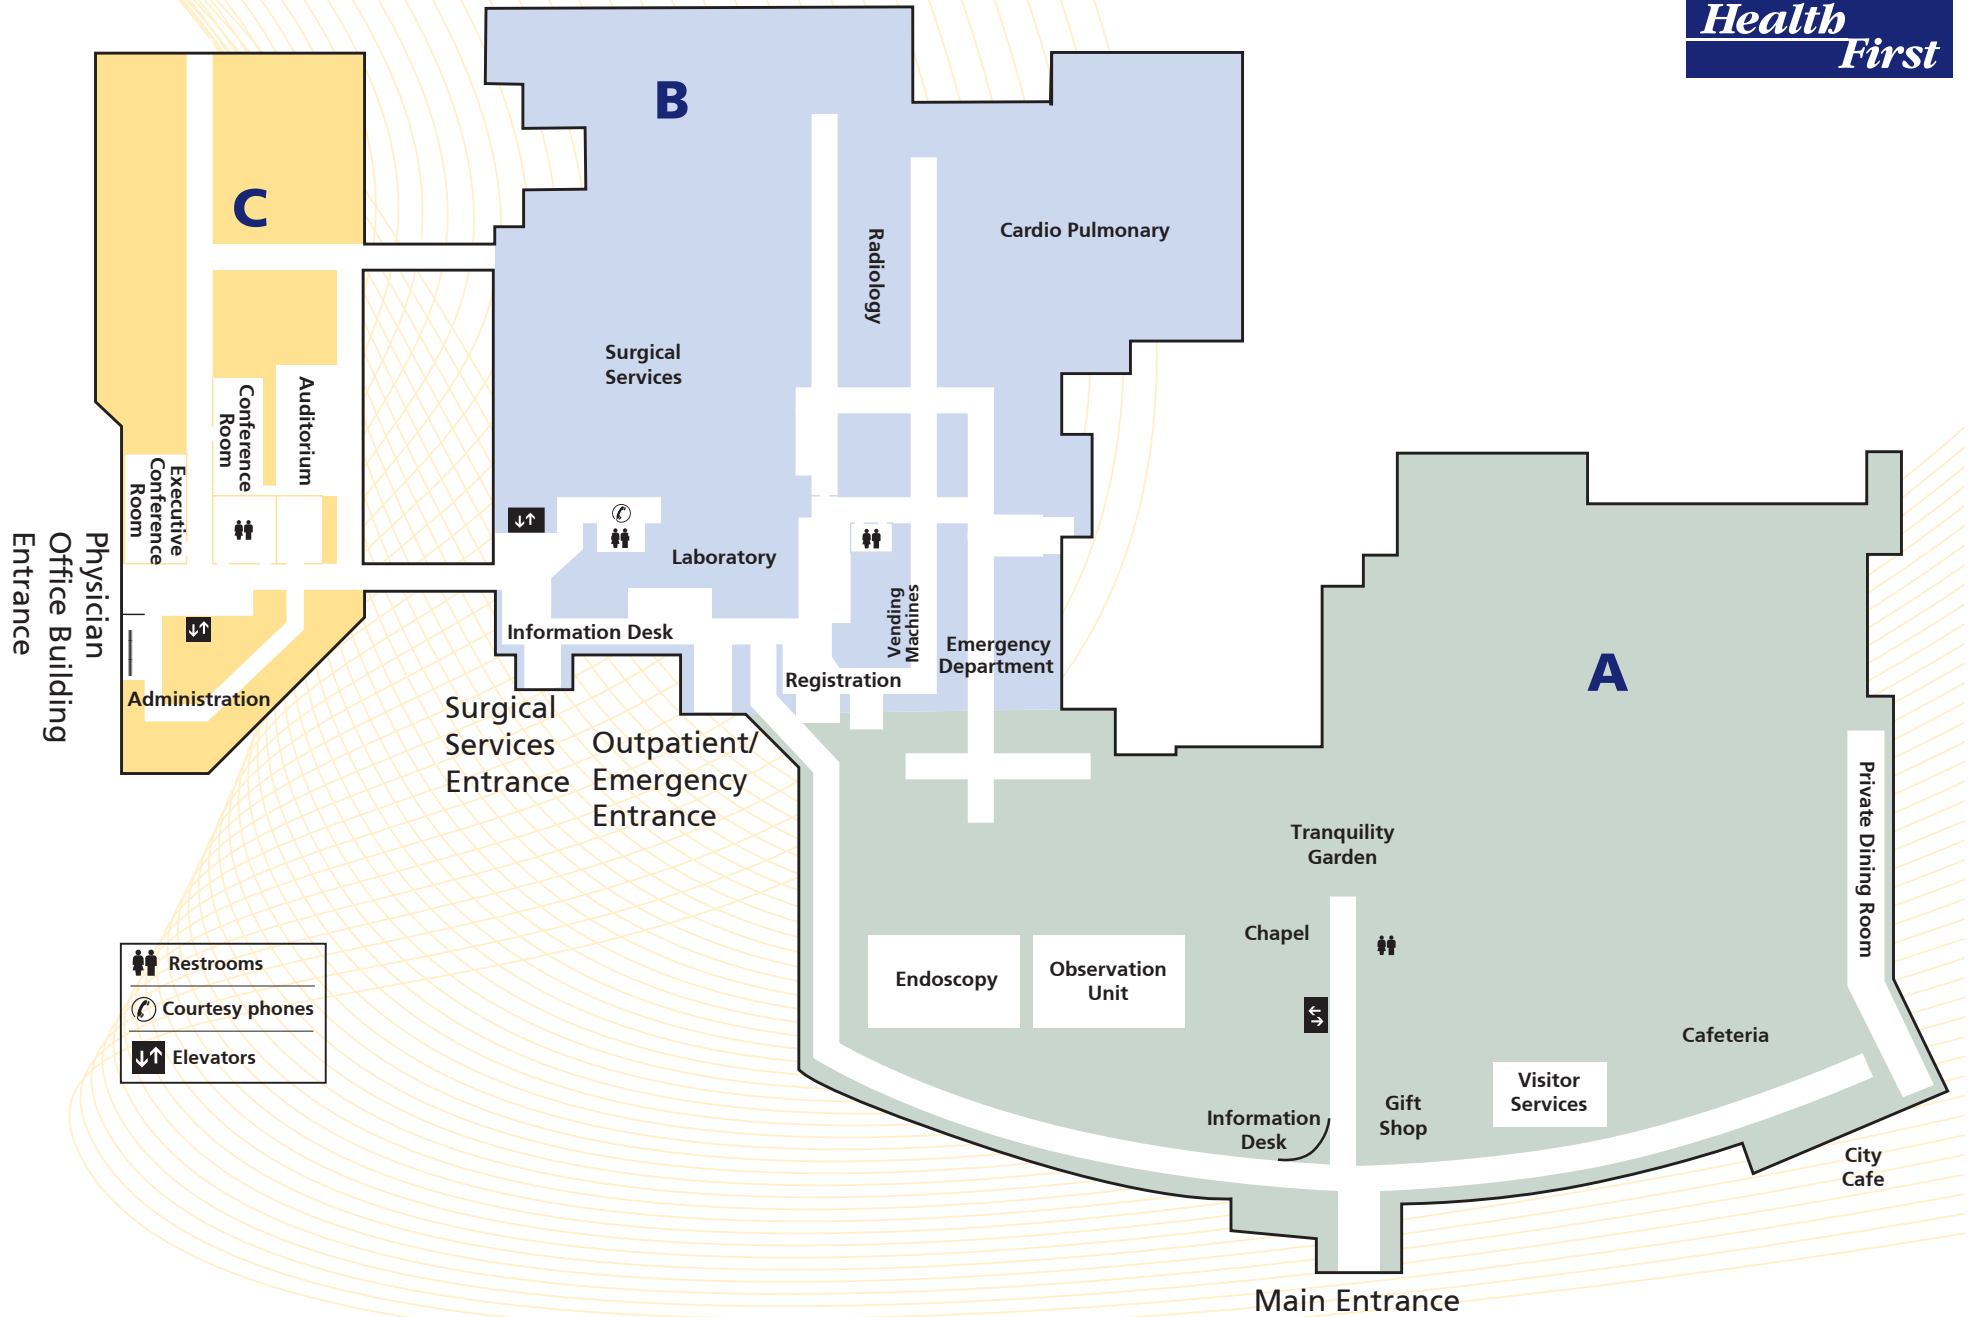 Health
First
B
C
A
Cardio Pulmonary
Radiology
Surgical
Services
Auditorium
Conference
Room
Executive
Conference
Room
Laboratory
Information Desk
Vending
Machines
Emergency
Department
Registration
Administration
Physician
Office Building
Entrance
Surgical
Services
Entrance
Outpatient/
Emergency
Entrance
Tranquility
Garden
Private Dining Room
Chapel
Endoscopy
Observation
Unit
Cafeteria
Visitor
Services
Gift
Shop
Information
Desk
City
Cafe
Main Entrance
Restrooms
Courtesy phones
Elevators